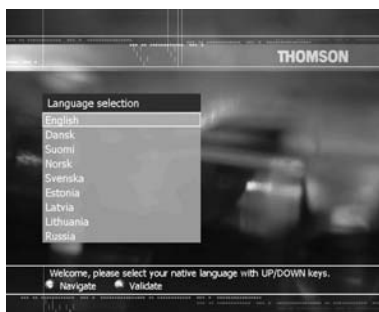 THOMSON
Language selection
English
Dansk
Suomi
Norsk
Svenska
Estonia
Latvia
Lithuania
Russia
Welcome, please select your native language with UP/DOWN keys.
Navigate Validate